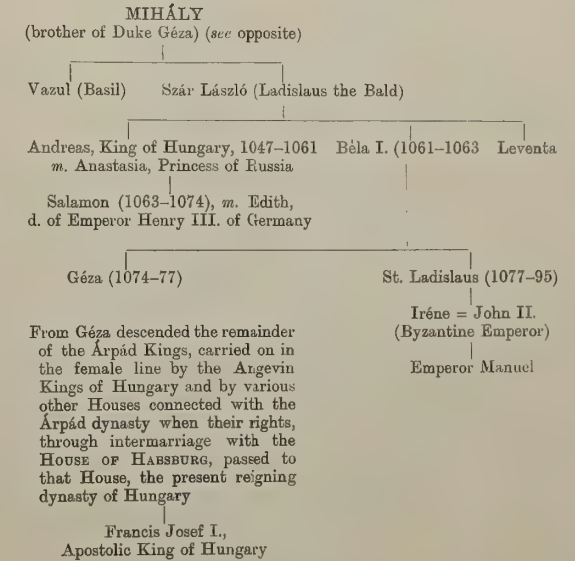 MIHÁLY
(brother of Duke Géza) (see opposite)
Vazul (Basil) Szár László (Ladislaus the Bald)
Andreas, King of Hungary, 1047–1061 Béla I. (1061–1063 Leventa
m. Anastasia, Princess of Russia
Salamon (1063–1074), m. Edith,
d. of Emperor Henry III. of Germany
Géza (1074–77) St. Ladislaus (1077–95)
Iréne = John II.
(Byzantine Emperor)
Emperor Manuel
From Géza descended the remainder
of the Árpád Kings, carried on in
the female line by the Angevin
Kings of Hungary and by various
other Houses connected with the
Árpád dynasty when their rights,
through intermarriage with the
HOUSE OF HABSBURG, passed to
that House, the present reigning
dynasty of Hungary
Francis Josef I.,
Apostolic King of Hungary